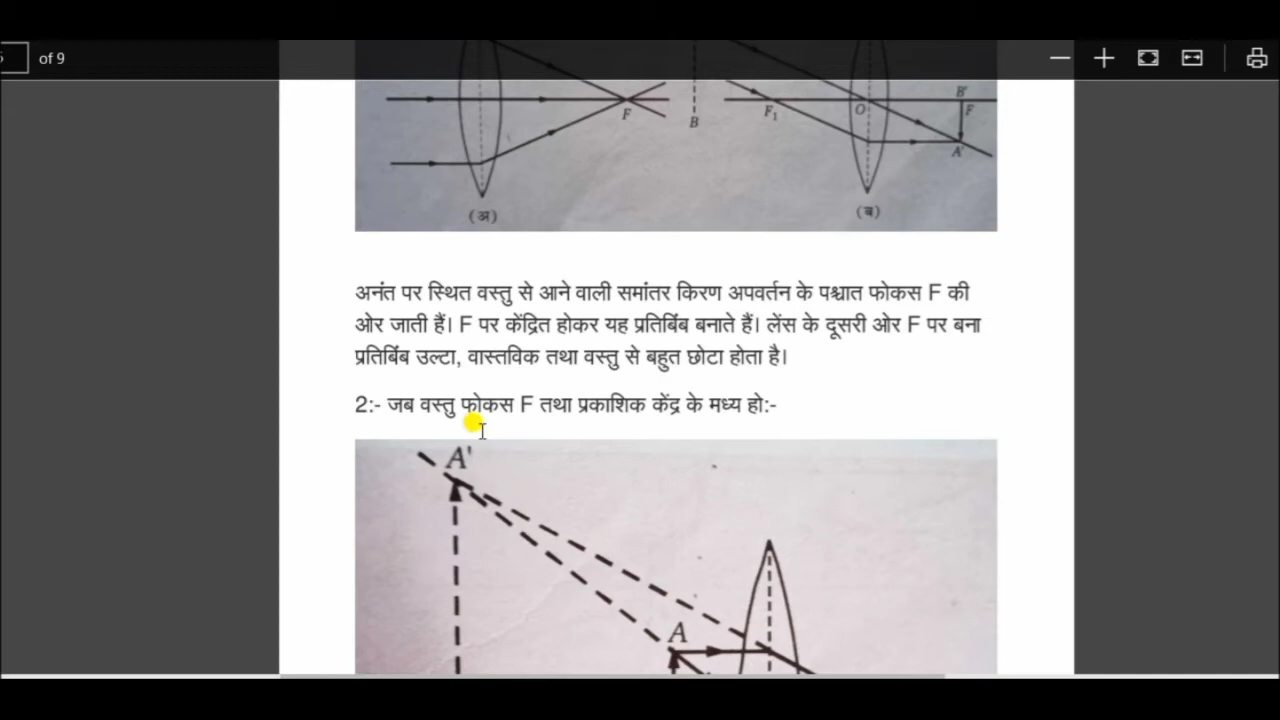 of 9
F
B
F₁
O
B'
F
A'
(अ)
(ब)
अनंत पर स्थित वस्तु से आने वाली समांतर किरण अपवर्तन के पश्चात फोकस F की
ओर जाती हैं। F पर केंद्रित होकर यह प्रतिबिंब बनाते हैं। लेंस के दूसरी ओर F पर बना
प्रतिबिंब उल्टा, वास्तविक तथा वस्तु से बहुत छोटा होता है।
2:- जब वस्तु फोकस F तथा प्रकाशिक केंद्र के मध्य हो:-
A'
A